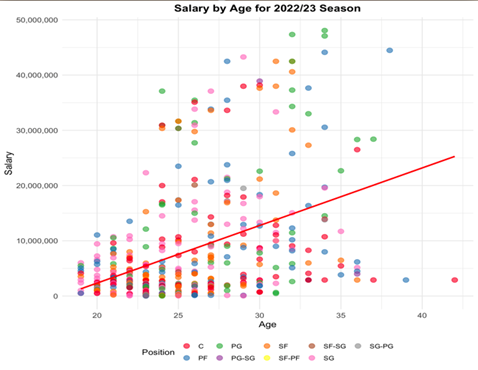 Salary by Age for 2022/23 Season
50,000,000
40,000,000
30,000,000
20,000,000
10,000,000
0
Salary
20 25 30 35 40
Age
Position
C PG SF SF-SG SG-PG
PF PG-SG SF-PF SG